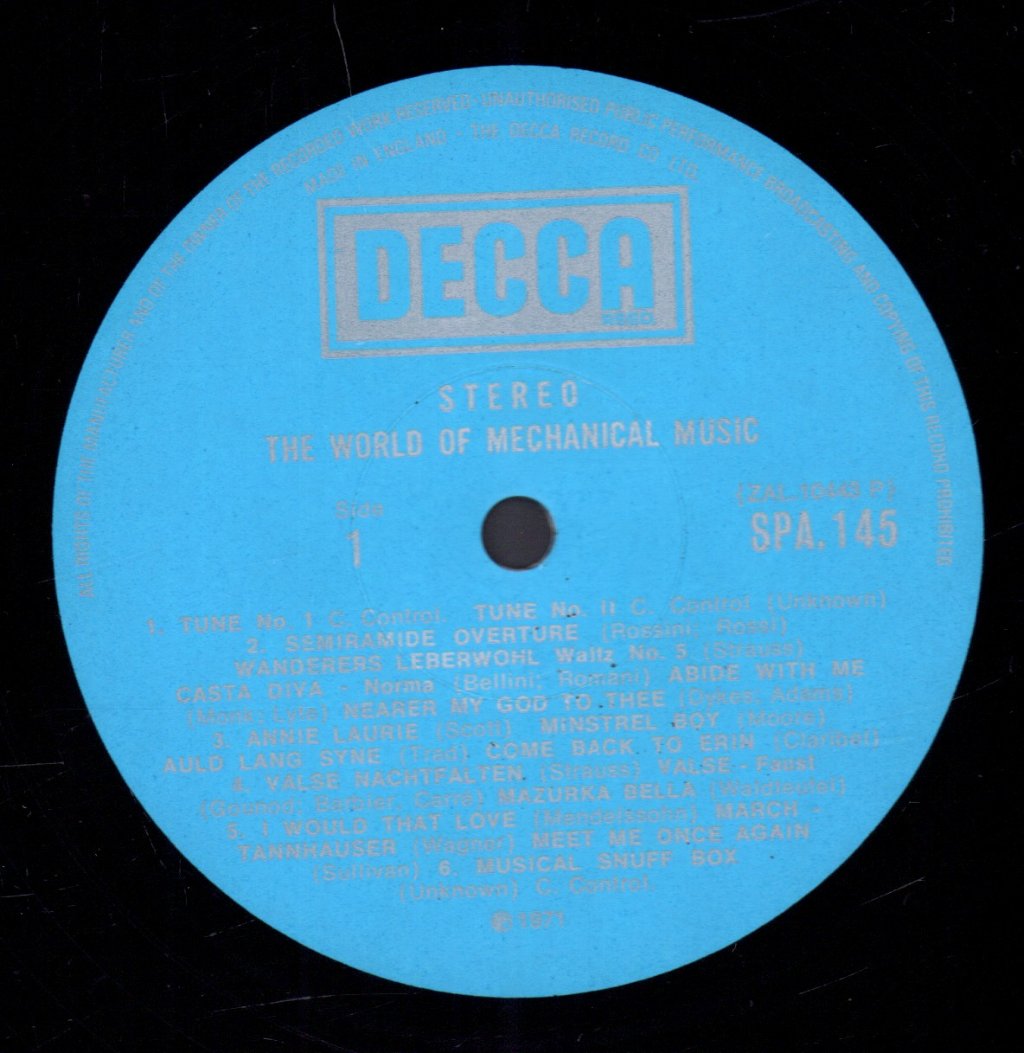 ALL RIGHTS OF THE MANUFACTURER AND OF THE OWNER OF THE RECORDED WORK RESERVED · UNAUTHORISED PUBLIC PERFORMANCE BROADCASTING AND COPYING OF THIS RECORD PROHIBITED
MADE IN ENGLAND - THE DECCA RECORD CO. LTD.
DECCA
STEREO
THE WORLD OF MECHANICAL MUSIC
Side
1
(ZAL-10443 P)
SPA.145
1. TUNE No. 1 C. Control. TUNE No. 11 C. Control (Unknown)
2. SEMIRAMIDE OVERTURE (Rossini; Rossi)
WANDERERS LEBERWOHL Waltz No. 5 (Strauss)
CASTA DIVA - Norma (Bellini; Romani) ABIDE WITH ME
(Monk; Lyte) NEARER MY GOD TO THEE (Dykes; Adams)
3. ANNIE LAURIE (Scott) MINSTREL BOY (Moore)
AULD LANG SYNE (Trad) COME BACK TO ERIN (Claribel)
4. VALSE NACHTFALTEN (Strauss) VALSE - Faust
(Gounod; Barbier, Carré) MAZURKA BELLA (Waldteufel)
5. I WOULD THAT LOVE (Mendelssohn) MARCH -
TANNHAUSER (Wagner) MEET ME ONCE AGAIN
(Sullivan) 6. MUSICAL SNUFF BOX
(Unknown) C. Control.
℗ 1971